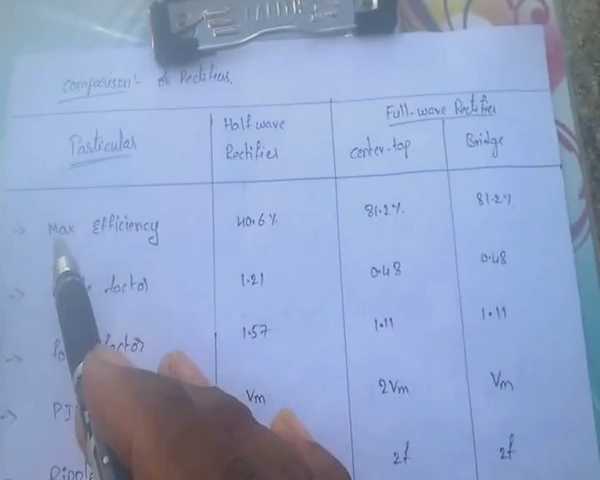 Comparison of Rectifiers.
Particular Half wave Rectifiers Full-wave Rectifier
Center-tap Bridge
→ Max efficiency 40.6% 81.2% 81.2%
→ factor 1.21 0.48 0.48
→ factor 1.57 1.11 1.11
→ PI Vm 2Vm Vm
Ripple 2f 2f